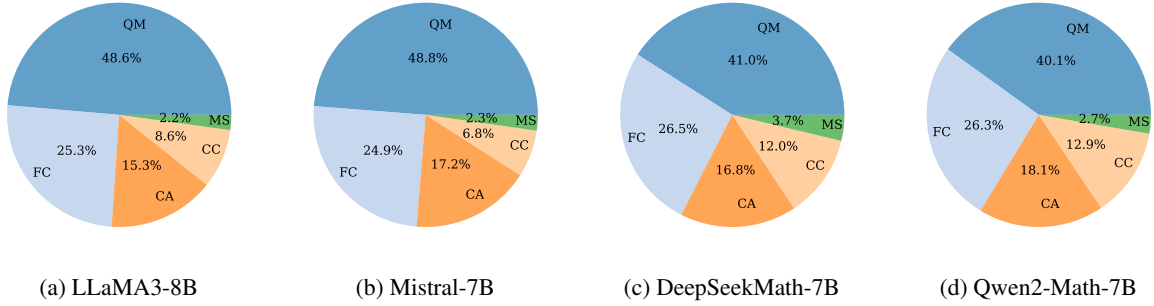 QM
48.6%
2.2%
MS
8.6%
CC
FC
25.3%
15.3%
CA
(a) LLaMA3-8B
QM
48.8%
2.3%
MS
6.8%
CC
FC
24.9%
17.2%
CA
(b) Mistral-7B
QM
41.0%
3.7%
MS
FC
26.5%
12.0%
CC
16.8%
CA
(c) DeepSeekMath-7B
QM
40.1%
2.7%
MS
FC
26.3%
12.9%
CC
18.1%
CA
(d) Qwen2-Math-7B